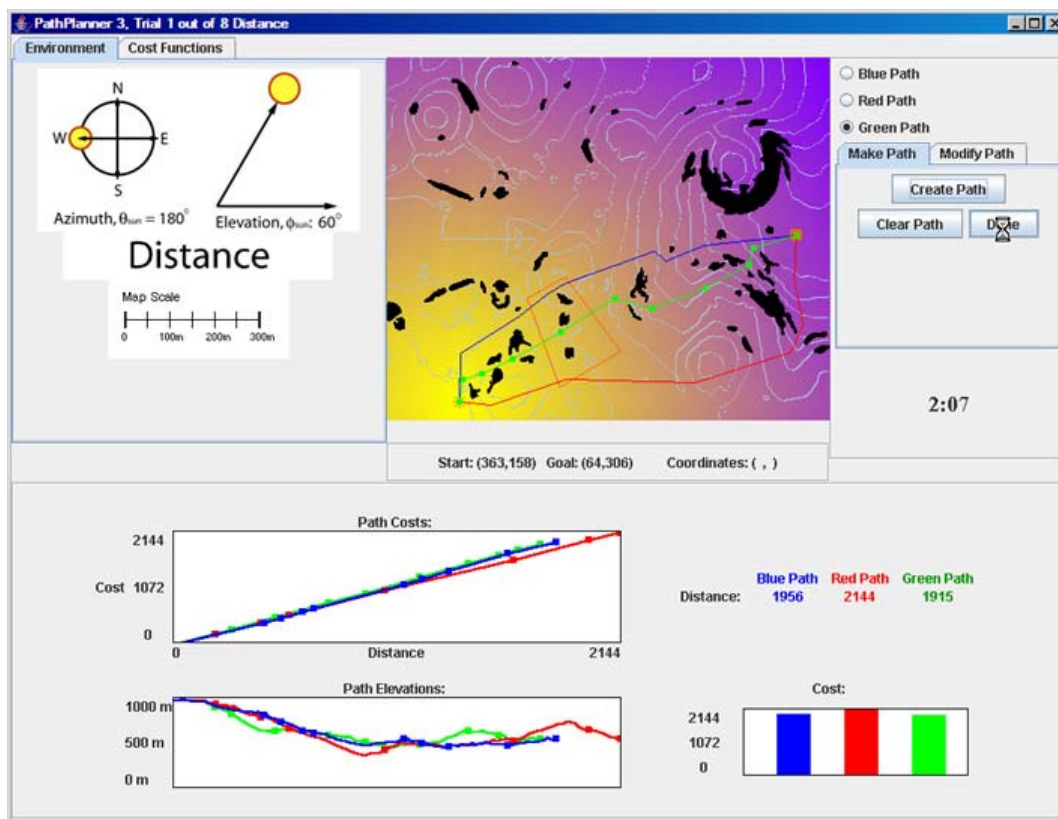 PathPlanner 3, Trial 1 out of 8 Distance
Environment
Cost Functions
N
W
E
S
Azimuth, θsun = 180°
Elevation, ϕsun: 60°
Distance
Map Scale
0 100m 200m 300m
Blue Path
Red Path
Green Path
Make Path
Modify Path
Create Path
Clear Path
2:07
Start: (363,158) Goal: (64,306) Coordinates: ( , )
Path Costs:
2144
Cost 1072
0
0 Distance 2144
Blue Path Red Path Green Path
Distance: 1956 2144 1915
Path Elevations:
1000 m
500 m
0 m
Cost:
2144
1072
0